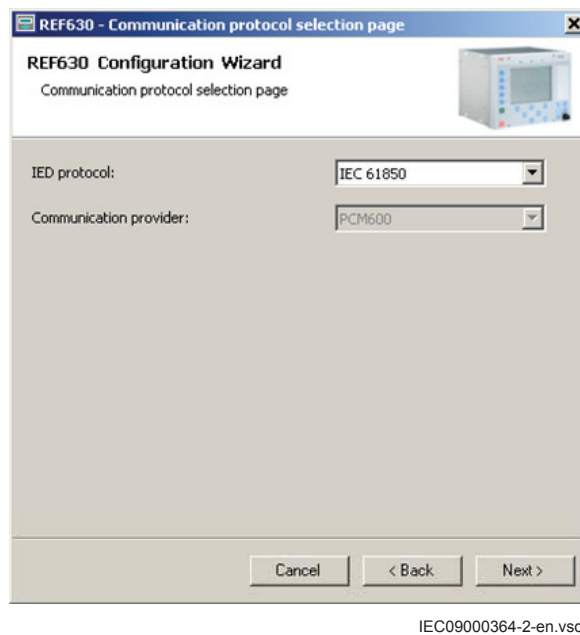 REF630 - Communication protocol selection page
REF630 Configuration Wizard
Communication protocol selection page
IED protocol:
IEC 61850
Communication provider:
PCM600
Cancel
< Back
Next >
IEC09000364-2-en.vsd